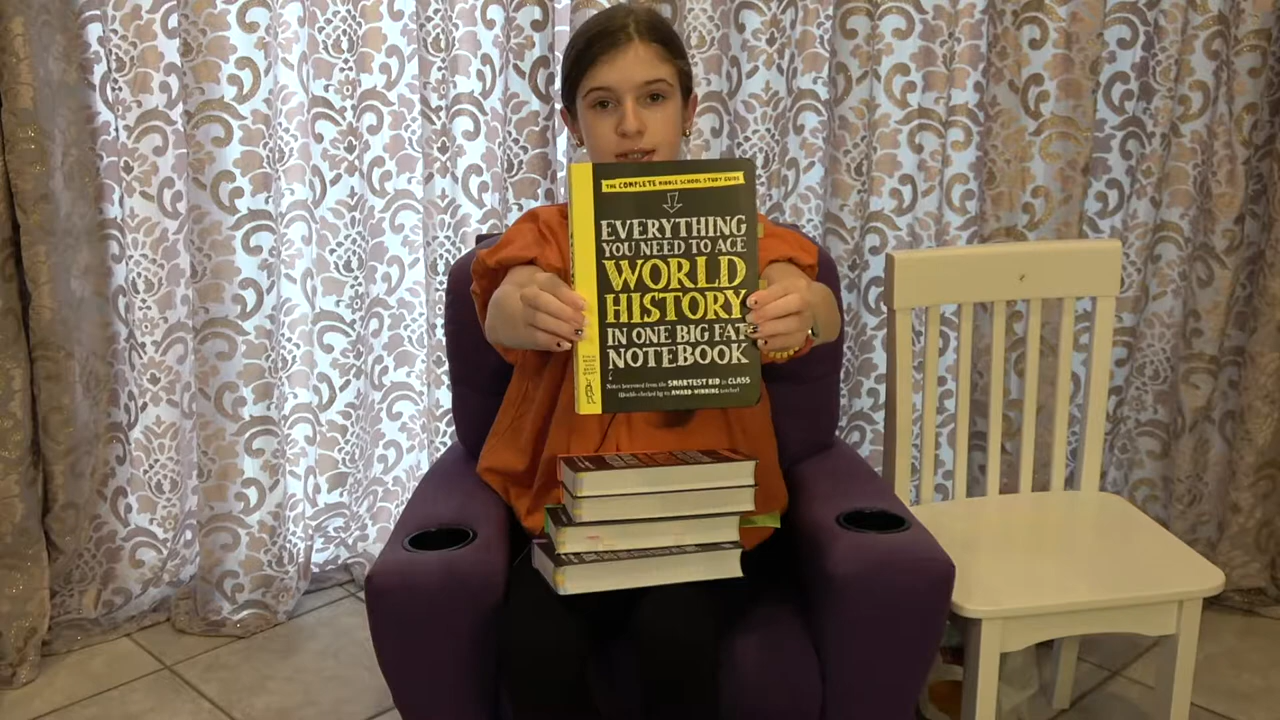 THE COMPLETE MIDDLE SCHOOL STUDY GUIDE
EVERYTHING
YOU NEED TO ACE
WORLD
HISTORY
IN ONE BIG FAT
NOTEBOOK
Notes borrowed from the SMARTEST KID in CLASS
(Double-checked by an AWARD-WINNING teacher)